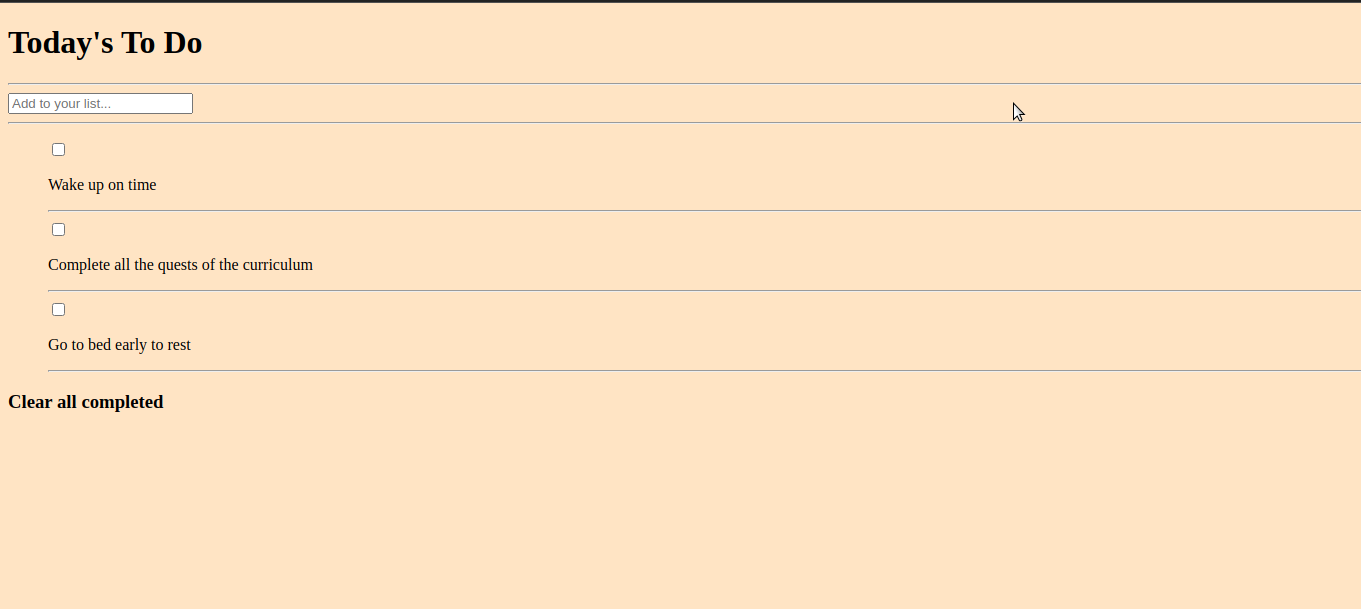 Today's To Do
Add to your list...
Wake up on time
Complete all the quests of the curriculum
Go to bed early to rest
Clear all completed